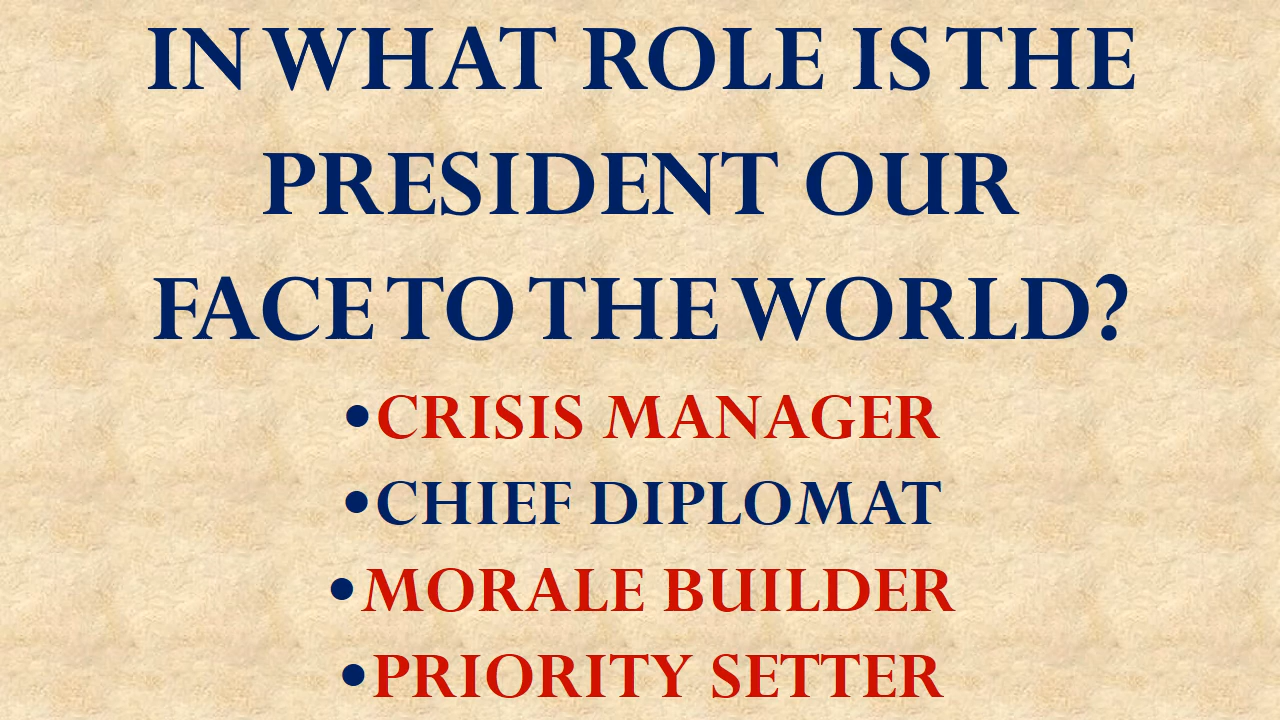 IN WHAT ROLE IS THE
PRESIDENT OUR
FACE TO THE WORLD?
•CRISIS MANAGER
•CHIEF DIPLOMAT
•MORALE BUILDER
•PRIORITY SETTER